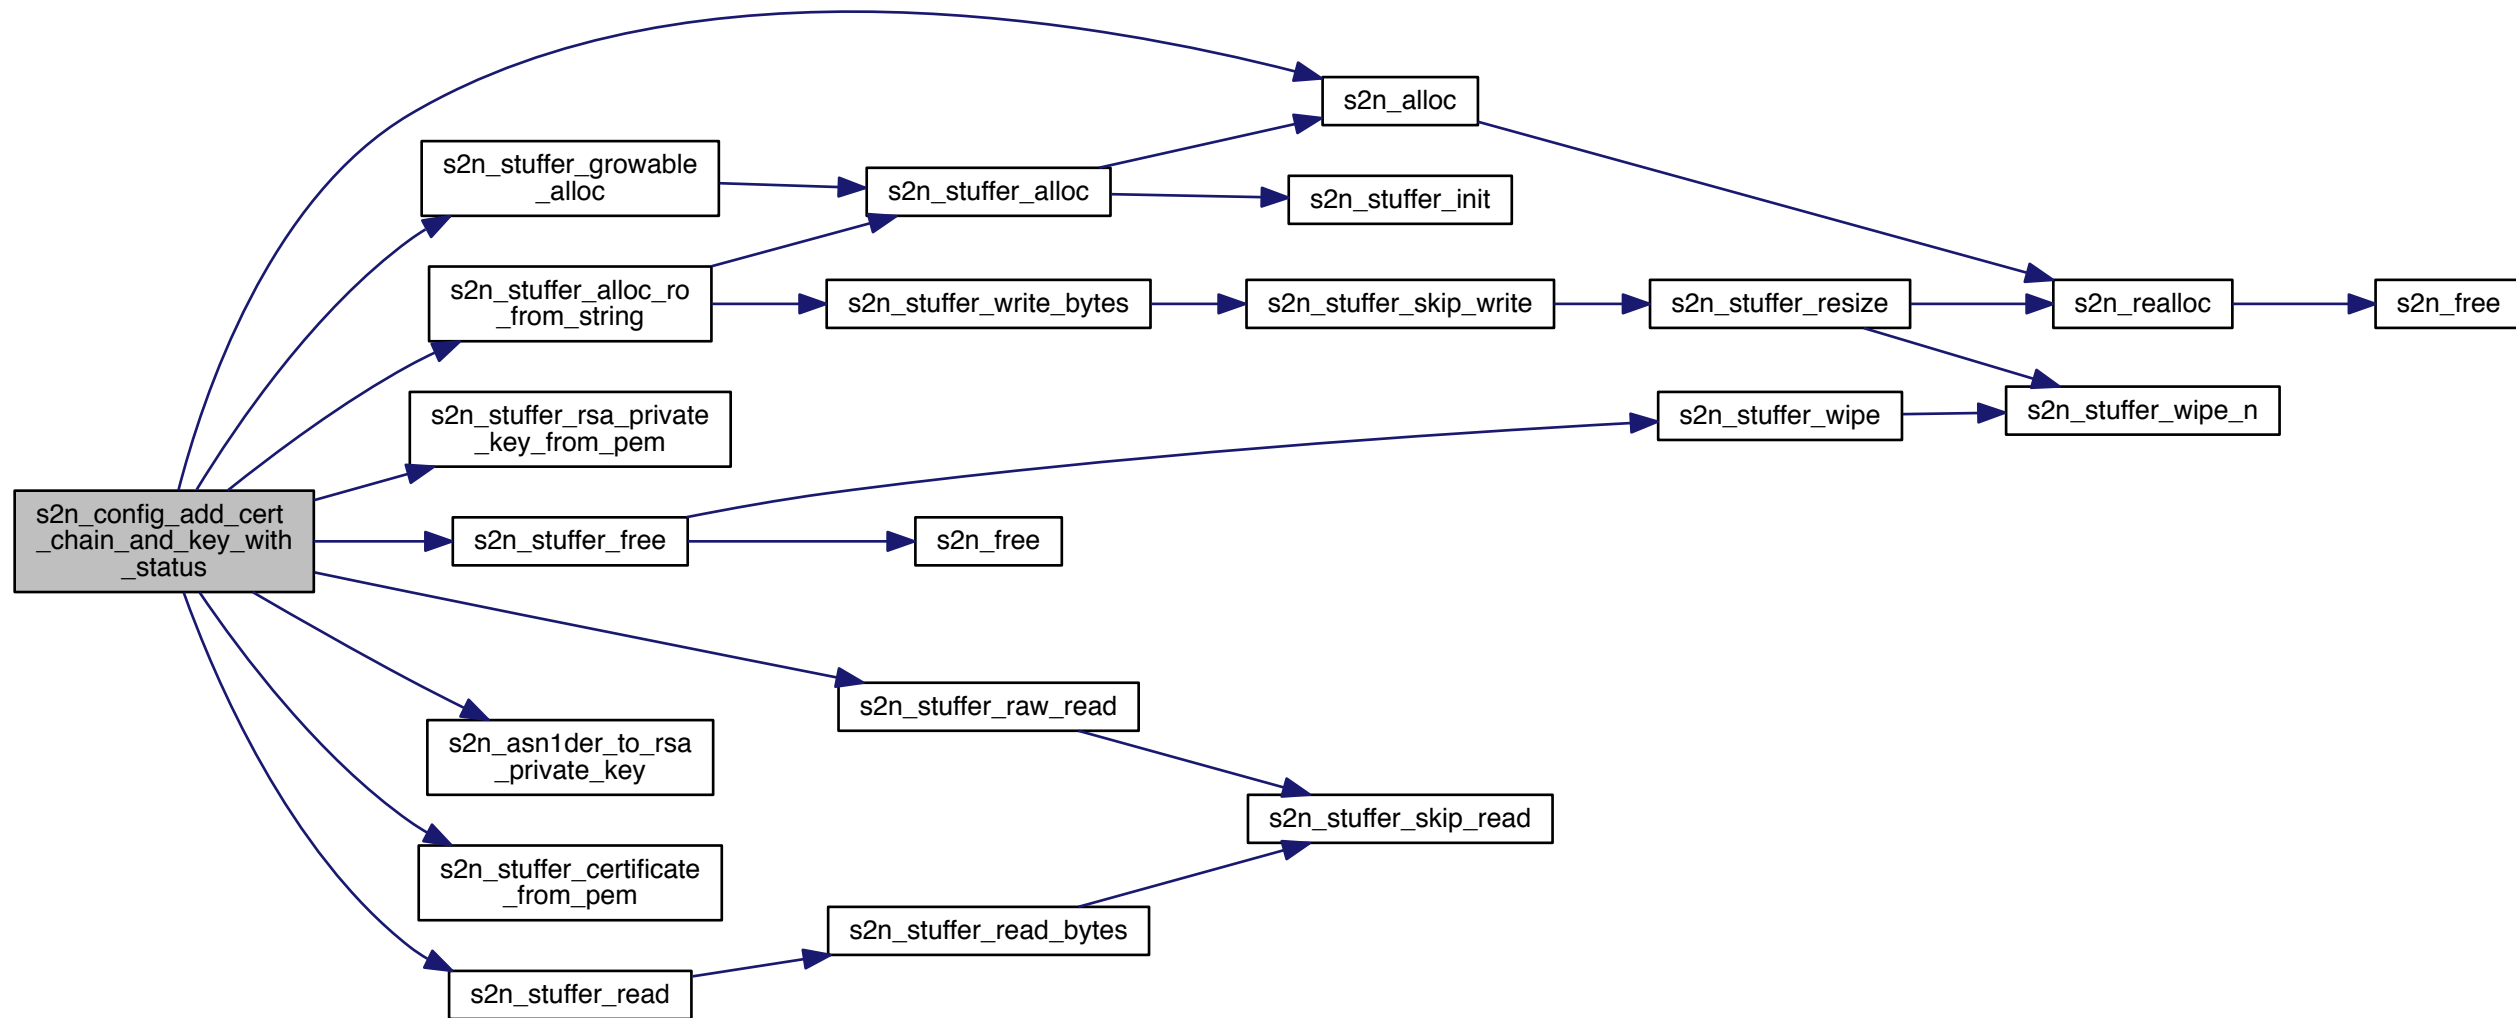 s2n_config_add_cert
_chain_and_key_with
_status
s2n_stuffer_growable
_alloc
s2n_stuffer_alloc_ro
_from_string
s2n_stuffer_rsa_private
_key_from_pem
s2n_stuffer_free
s2n_asn1der_to_rsa
_private_key
s2n_stuffer_certificate
_from_pem
s2n_stuffer_read
s2n_stuffer_alloc
s2n_stuffer_write_bytes
s2n_free
s2n_stuffer_raw_read
s2n_stuffer_read_bytes
s2n_alloc
s2n_stuffer_init
s2n_stuffer_skip_write
s2n_stuffer_skip_read
s2n_stuffer_resize
s2n_stuffer_wipe
s2n_realloc
s2n_stuffer_wipe_n
s2n_free